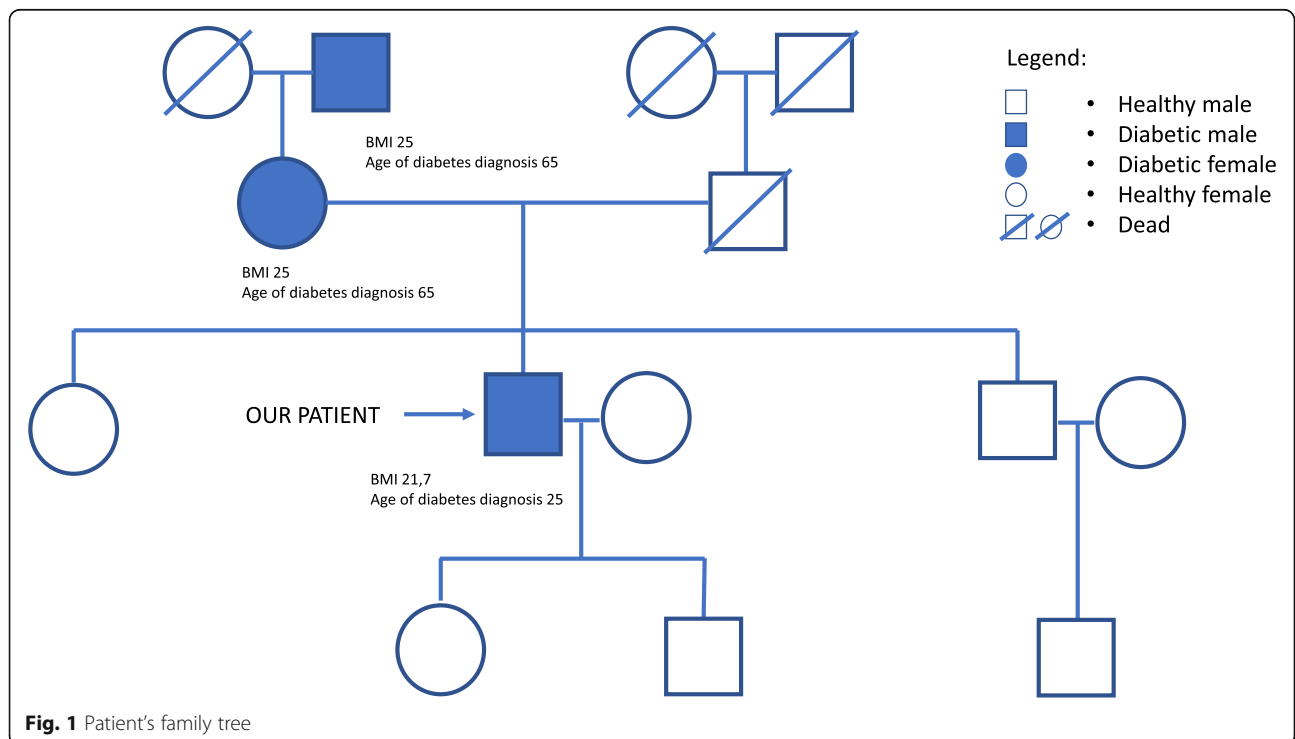 Legend:
• Healthy male
• Diabetic male
• Diabetic female
• Healthy female
• Dead
BMI 25
Age of diabetes diagnosis 65
BMI 25
Age of diabetes diagnosis 65
OUR PATIENT
BMI 21,7
Age of diabetes diagnosis 25
Fig. 1 Patient's family tree